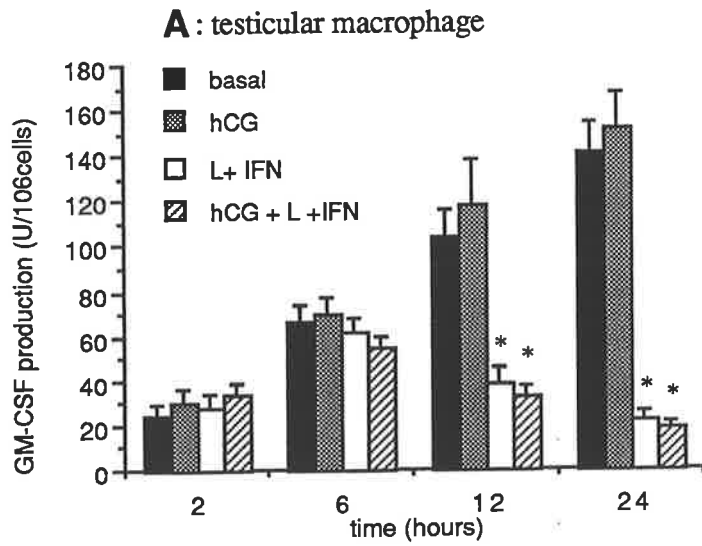 A : testicular macrophage
GM-CSF production (U/106cells)
180
160
140
120
100
80
60
40
20
0
basal
hCG
L+ IFN
hCG + L +IFN
* *
* *
2 6 12 24
time (hours)